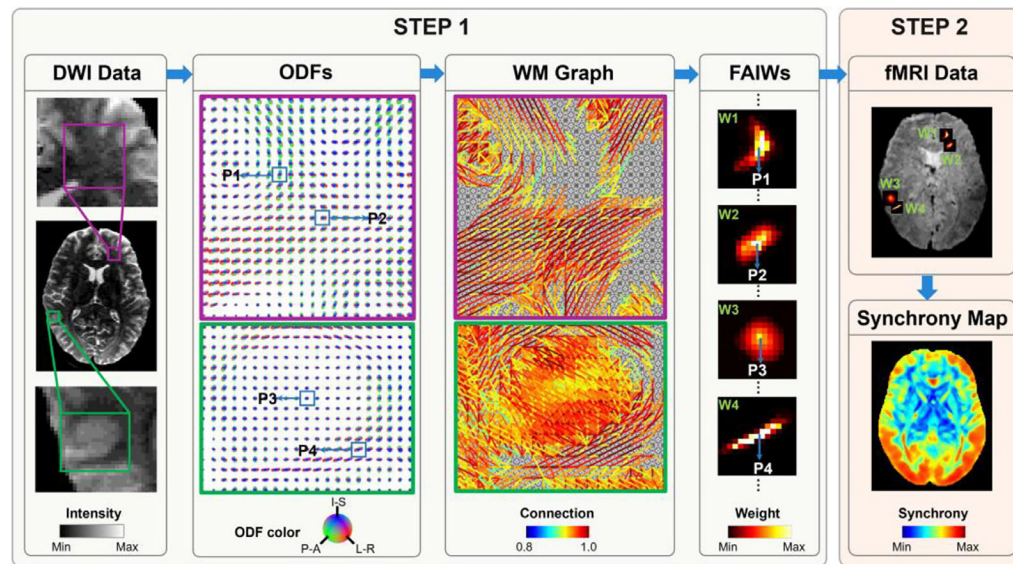 STEP 1
STEP 2
DWI Data
ODFs
WM Graph
FAIWs
fMRI Data
P1
P2
P3
P4
W1
P1
W2
P2
W3
P3
W4
P4
W1
W2
W3
W4
Synchrony Map
Intensity
Min Max
ODF color
I-S
P-A L-R
Connection
0.8 1.0
Weight
Min Max
Synchrony
Min Max